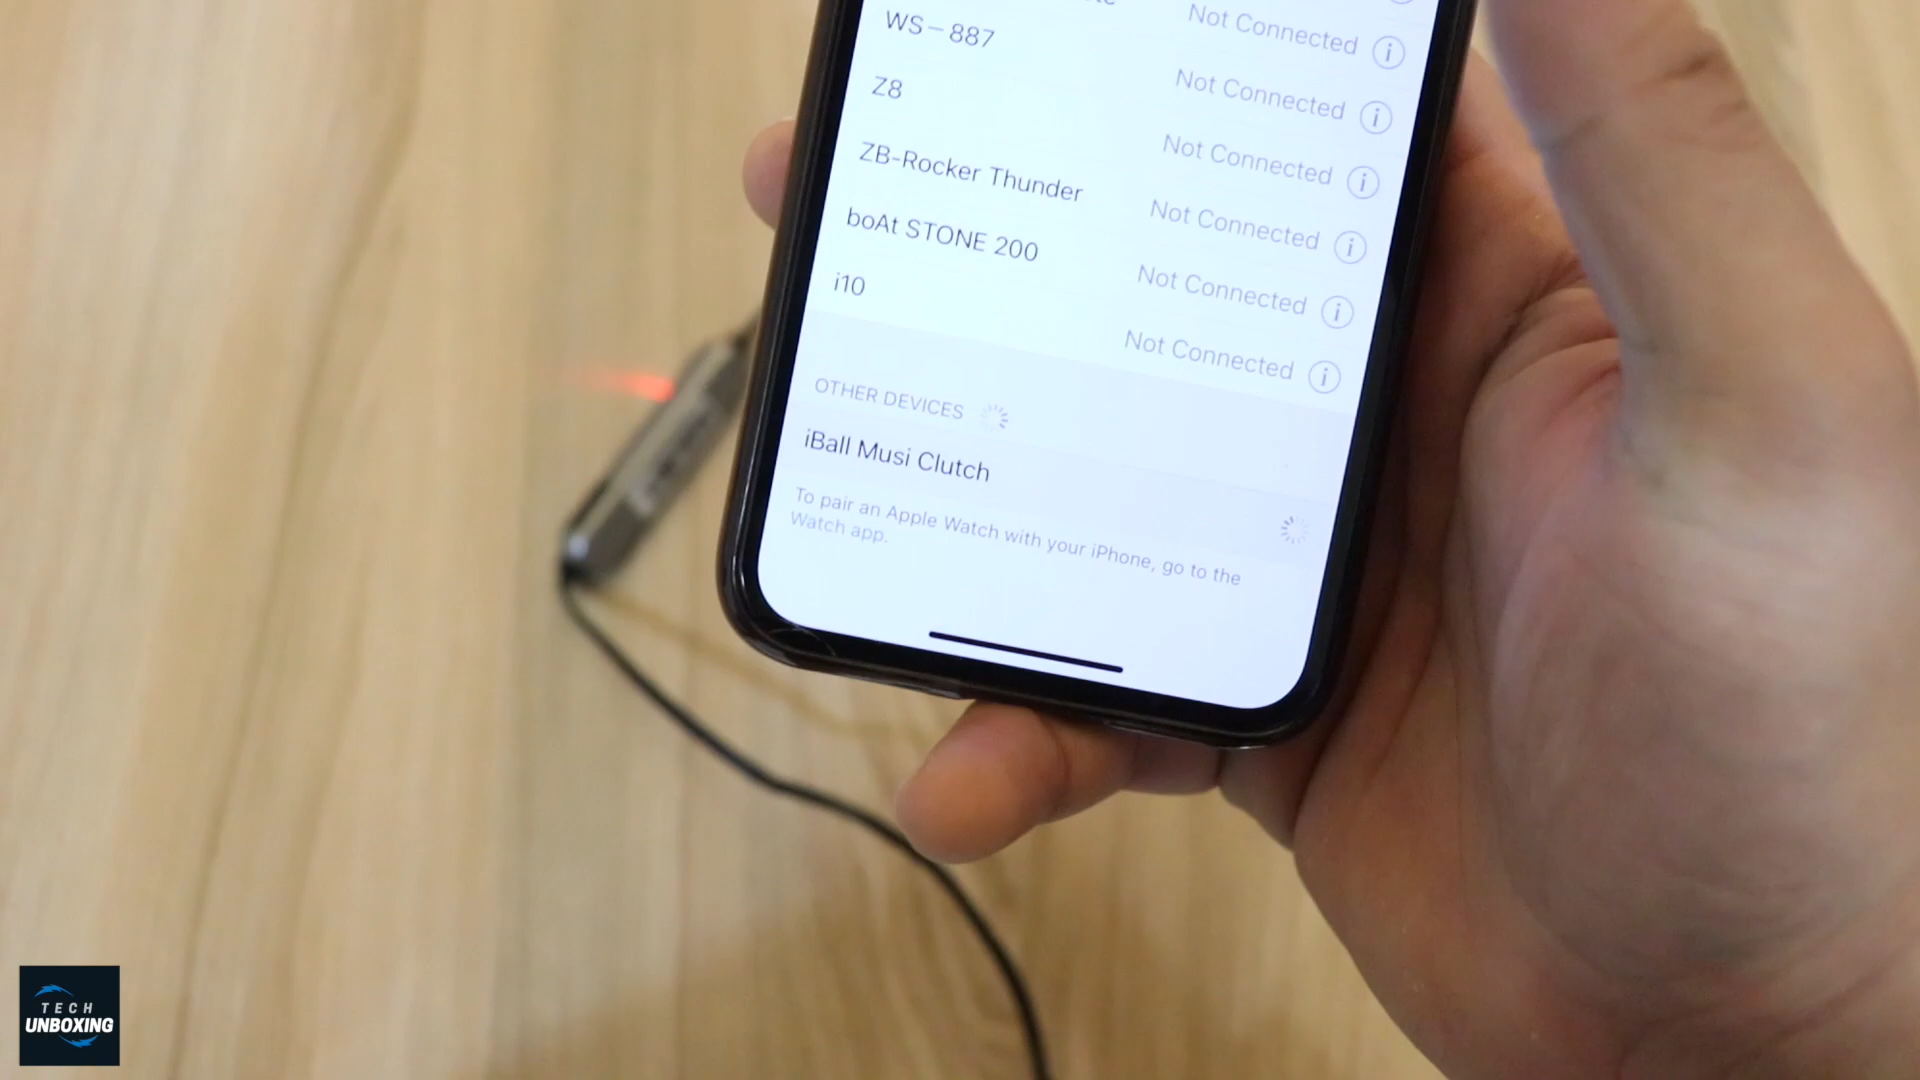 Not Connected
WS-887
Not Connected
Z8
Not Connected
ZB-Rocker Thunder
Not Connected
boAt STONE 200
Not Connected
i10
Not Connected
OTHER DEVICES
iBall Musi Clutch
To pair an Apple Watch with your iPhone, go to the
Watch app.
TECH
UNBOXING